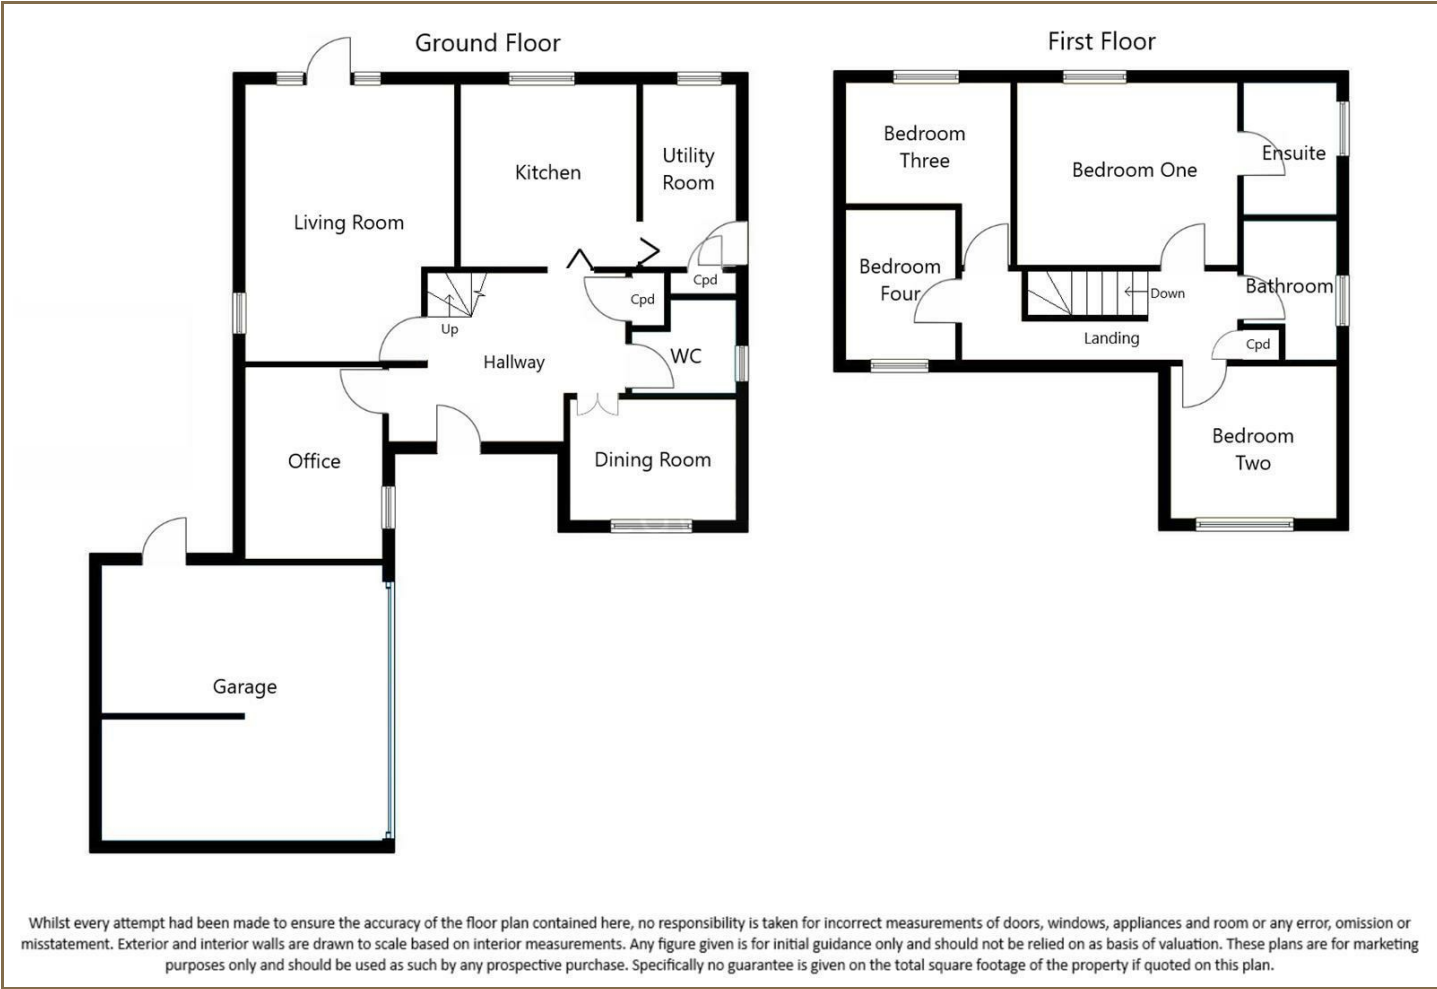 Ground Floor
First Floor
Living Room
Kitchen
Utility
Room
Cpd
Cpd
Up
Hallway
WC
Office
Dining Room
Garage
Bedroom
Three
Bedroom One
Ensuite
Bedroom
Four
Bathroom
Down
Landing
Cpd
Bedroom
Two
Whilst every attempt had been made to ensure the accuracy of the floor plan contained here, no responsibility is taken for incorrect measurements of doors, windows, appliances and room or any error, omission or
misstatement. Exterior and interior walls are drawn to scale based on interior measurements. Any figure given is for initial guidance only and should not be relied on as basis of valuation. These plans are for marketing
purposes only and should be used as such by any prospective purchase. Specifically no guarantee is given on the total square footage of the property if quoted on this plan.